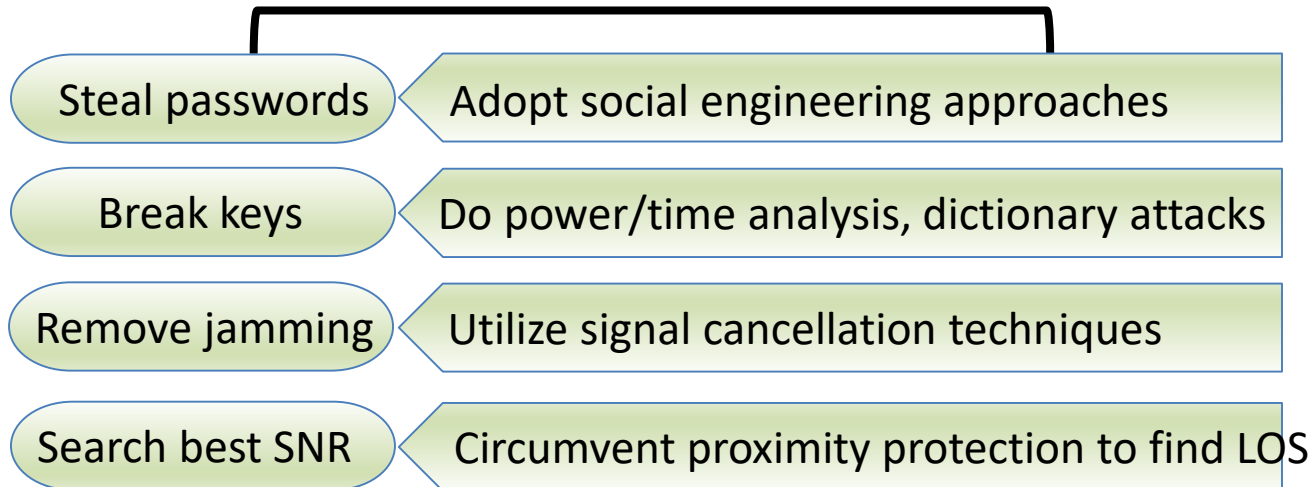 Steal passwords
Adopt social engineering approaches
Break keys
Do power/time analysis, dictionary attacks
Remove jamming
Utilize signal cancellation techniques
Search best SNR
Circumvent proximity protection to find LOS